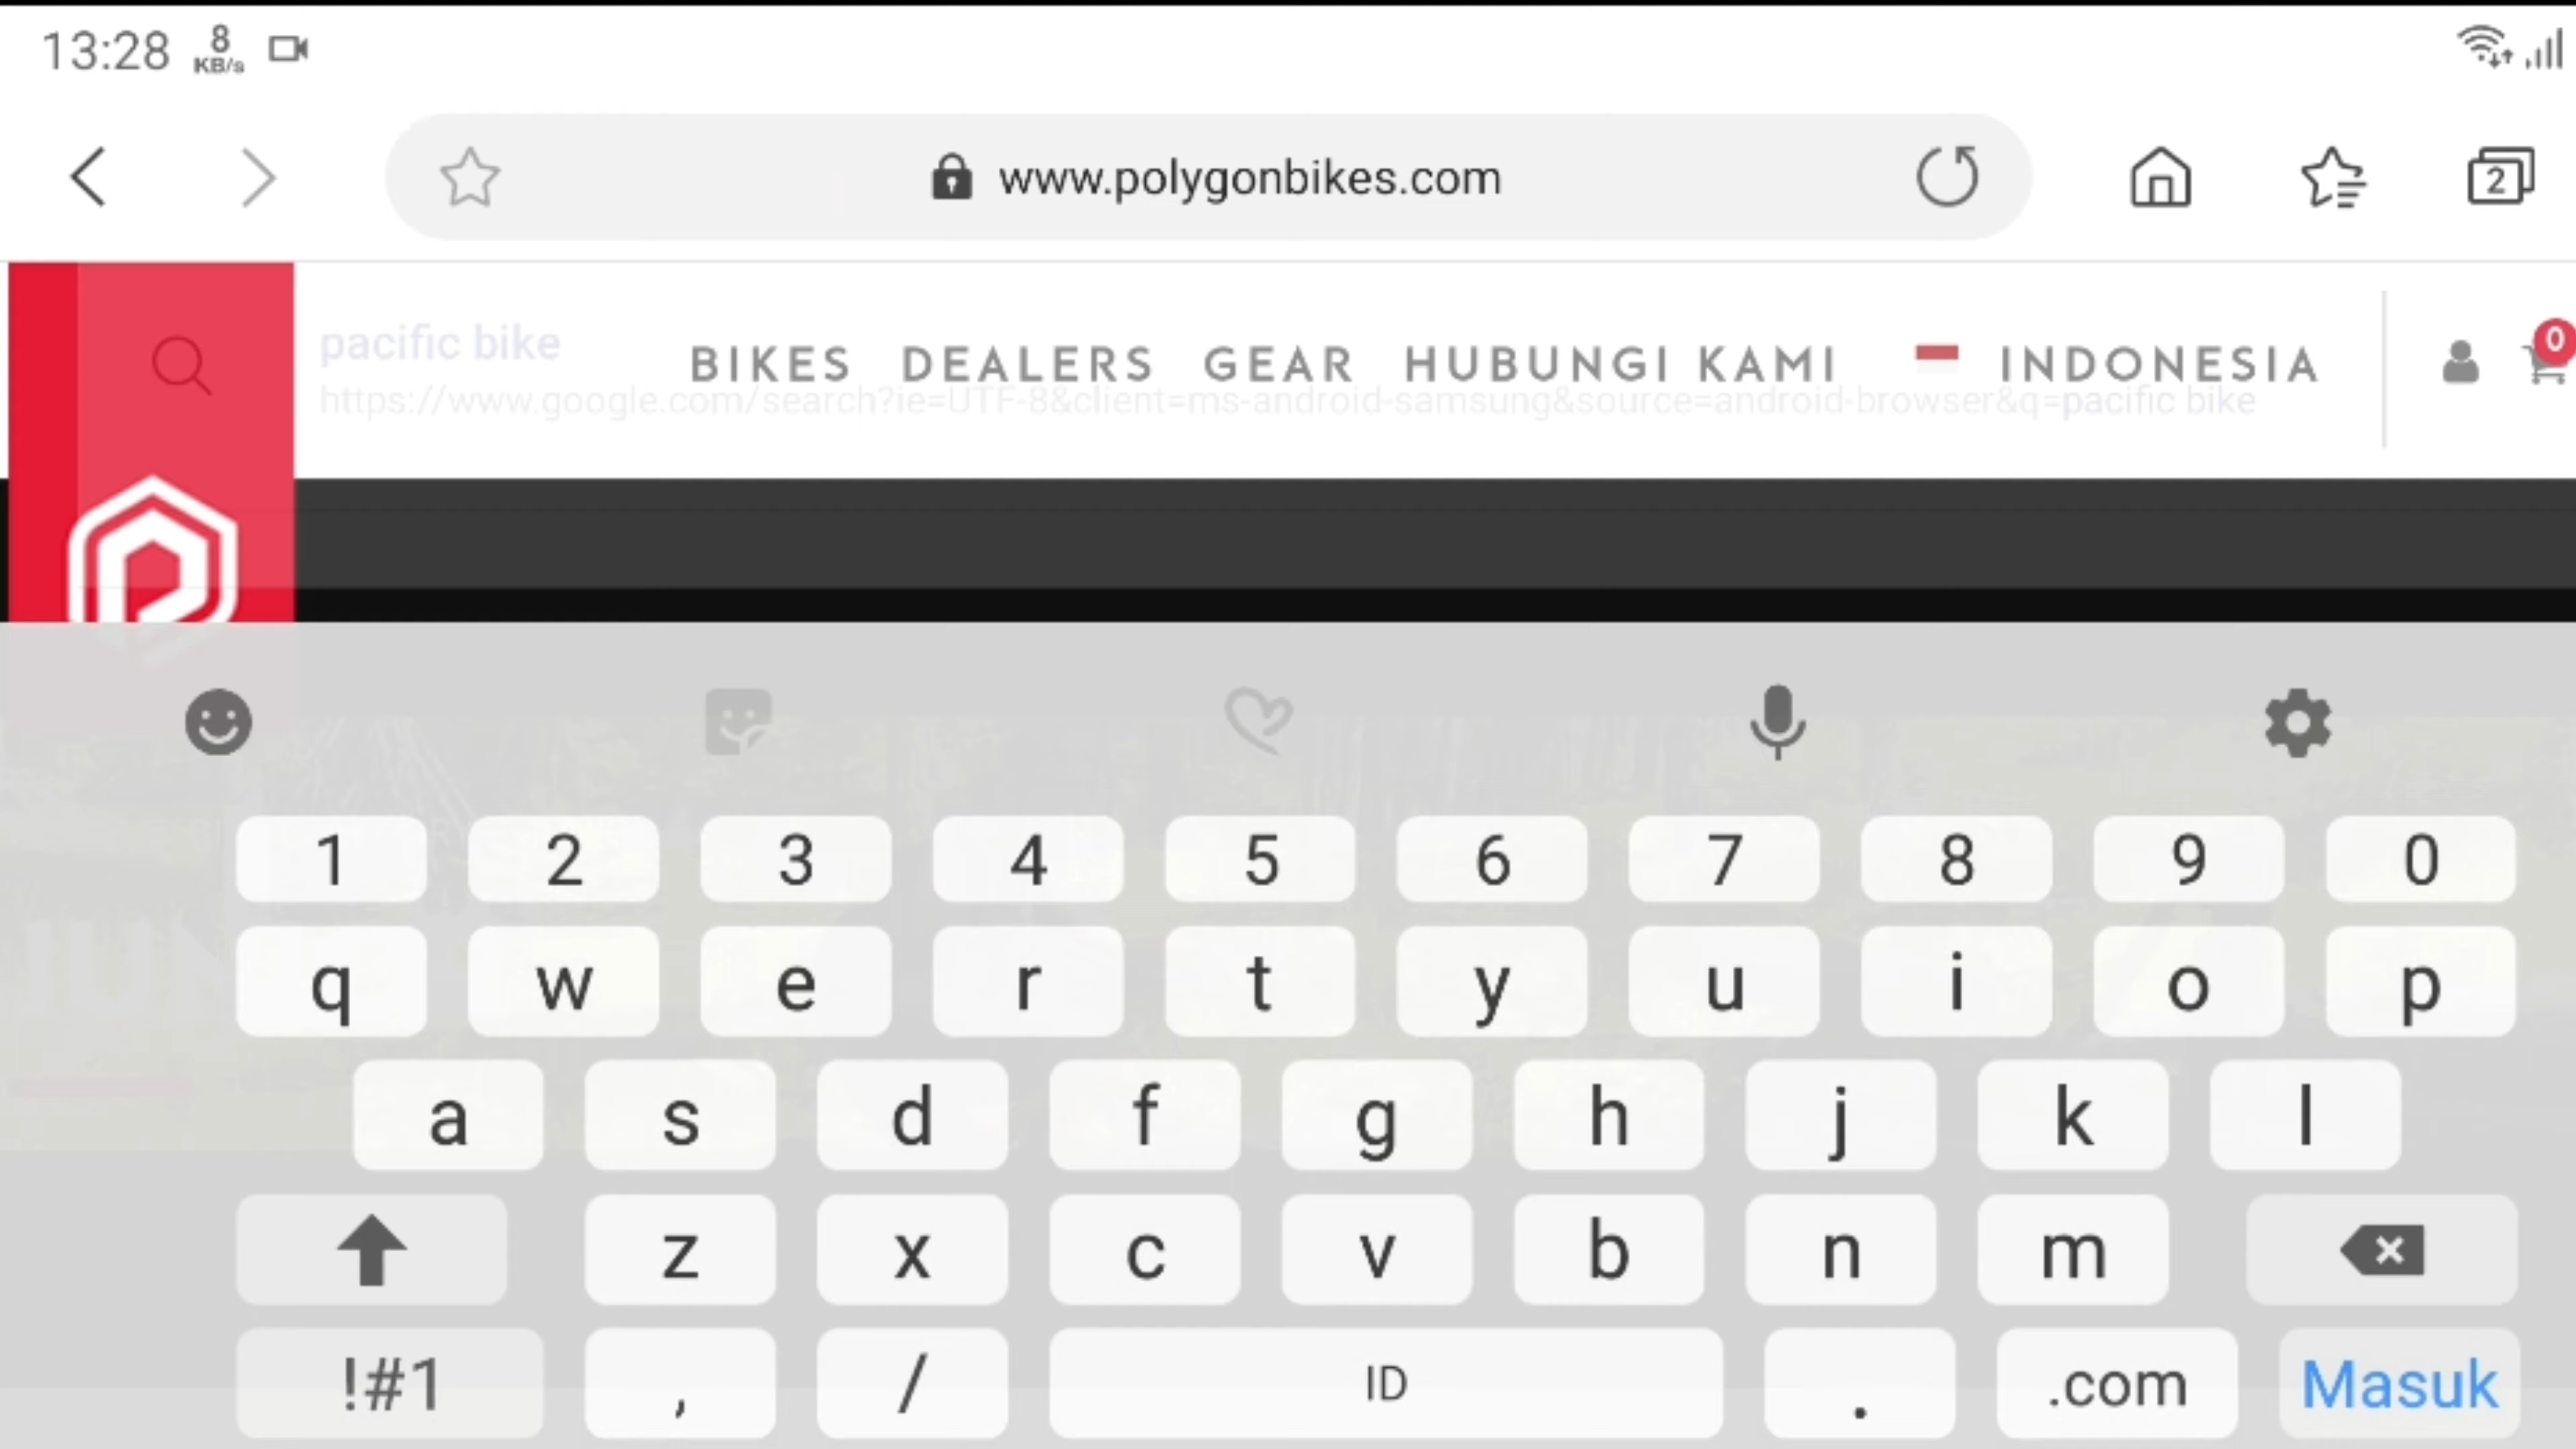 13:28 8 KB/s
www.polygonbikes.com
2
pacific bike
BIKES DEALERS GEAR HUBUNGI KAMI INDONESIA
0
https://www.google.com/search?ie=UTF-8&client=ms-android-samsung&source=android-browser&q=pacific bike
1 2 3 4 5 6 7 8 9 0
q w e r t y u i o p
a s d f g h j k l
z x c v b n m
!#1 , / ID . .com Masuk